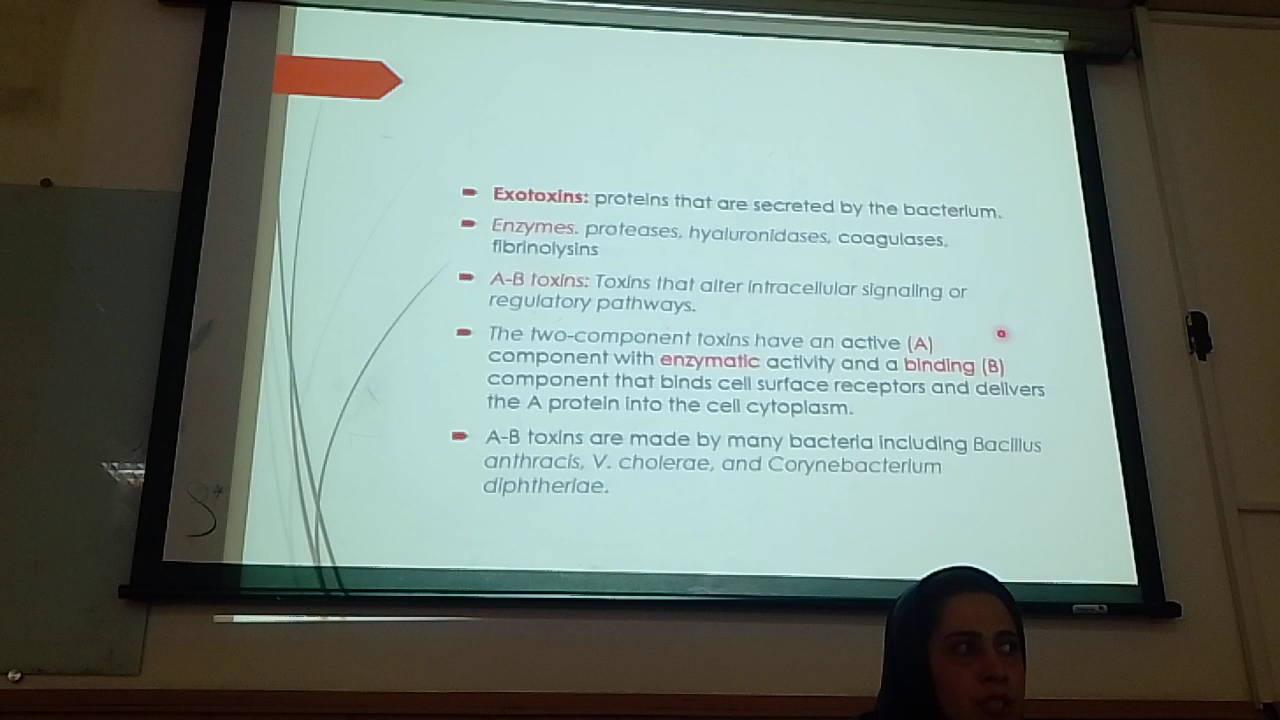 Exotoxins: proteins that are secreted by the bacterium.
Enzymes. proteases, hyaluronidases, coagulases,
fibrinolysins
A-B toxins: Toxins that alter intracellular signaling or
regulatory pathways.
The two-component toxins have an active (A)
component with enzymatic activity and a binding (B)
component that binds cell surface receptors and delivers
the A protein into the cell cytoplasm.
A-B toxins are made by many bacteria including Bacillus
anthracis, V. cholerae, and Corynebacterium
diphtheriae.